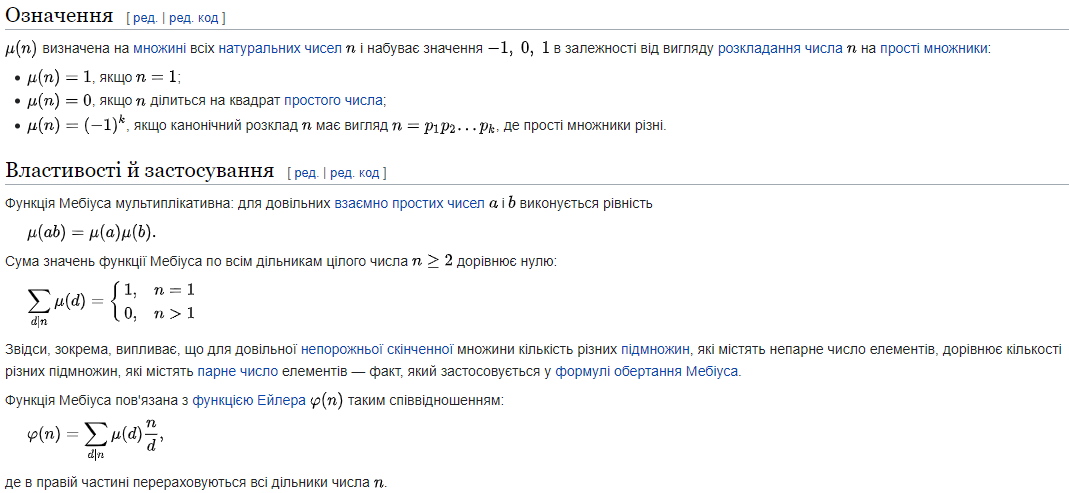 Означення [ ред. | ред. код ]
μ(n) визначена на множині всіх натуральних чисел n і набуває значення −1, 0, 1 в залежності від вигляду розкладання числа n на прості множники:
• μ(n) = 1, якщо n = 1;
• μ(n) = 0, якщо n ділиться на квадрат простого числа;
• μ(n) = (−1)^k, якщо канонічний розклад n має вигляд n = p₁p₂…pₖ, де прості множники різні.
Властивості й застосування [ ред. | ред. код ]
Функція Мебіуса мультиплікативна: для довільних взаємно простих чисел a і b виконується рівність
μ(ab) = μ(a)μ(b).
Сума значень функції Мебіуса по всім дільникам цілого числа n ≥ 2 дорівнює нулю:
∑_{d|n} μ(d) = { 1, n = 1
0, n > 1
Звідси, зокрема, випливає, що для довільної непорожньої скінченної множини кількість різних підмножин, які містять непарне число елементів, дорівнює кількості
різних підмножин, які містять парне число елементів — факт, який застосовується у формулі обертання Мебіуса.
Функція Мебіуса пов'язана з функцією Ейлера φ(n) таким співвідношенням:
φ(n) = ∑_{d|n} μ(d) n/d,
де в правій частині перераховуються всі дільники числа n.